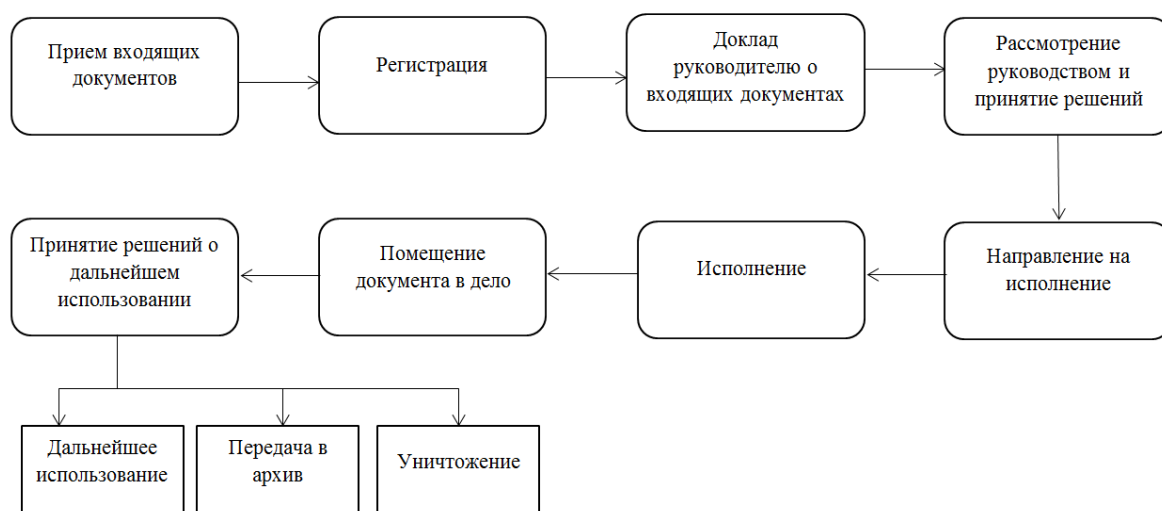 Прием входящих
документов
Регистрация
Доклад
руководителю о
входящих документах
Рассмотрение
руководством и
принятие решений
Направление на
исполнение
Исполнение
Помещение
документа в дело
Принятие решений о
дальнейшем
использовании
Дальнейшее
использование
Передача в
архив
Уничтожение